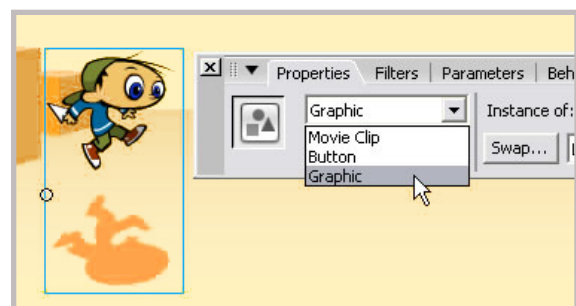 Properties Filters Parameters
Graphic Instance of:
Movie Clip
Button
Swap...
Graphic